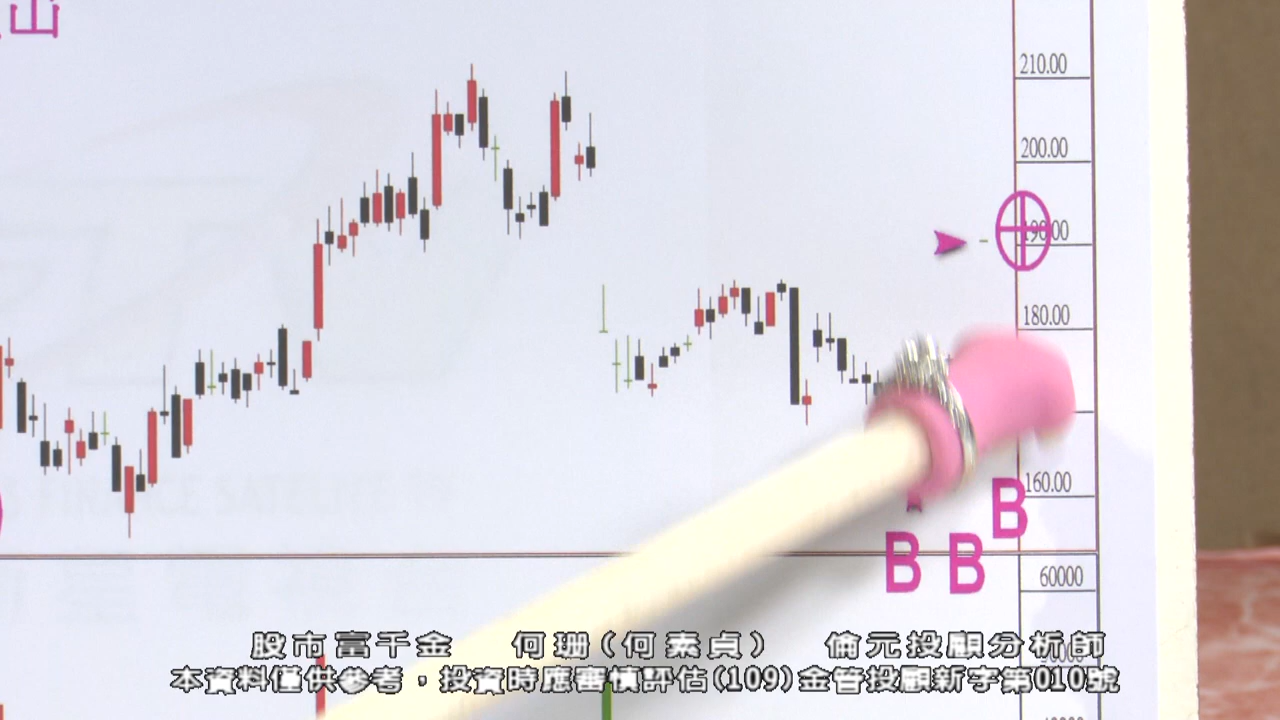 山
210.00
200.00
190.00
180.00
160.00
B
B B
60000
股市富千金 何珊(何素貞) 倫元投顧分析師
本資料僅供參考，投資時應審慎評估(109)金管投顧新字第010號